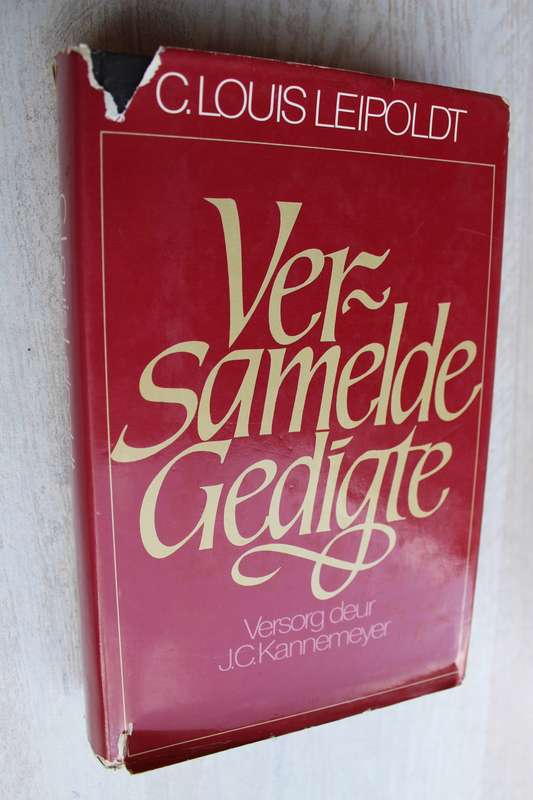 C. LOUIS LEIPOLDT
Ver-
samelde
Gedigte
Versorg deur
J.C. Kannemeyer